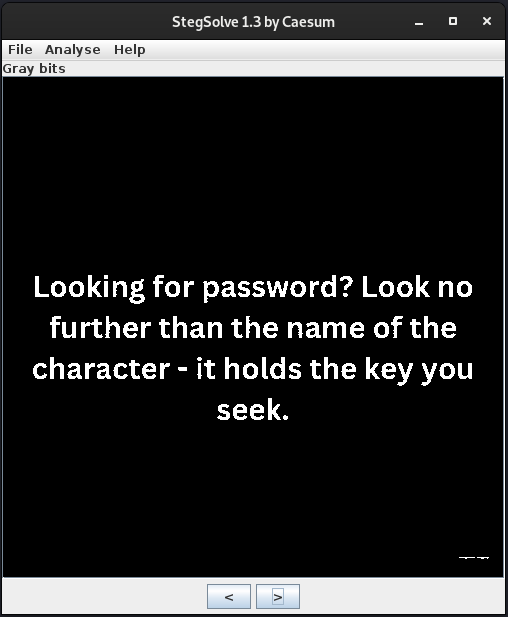 StegSolve 1.3 by Caesum
File Analyse Help
Gray bits
Looking for password? Look no
further than the name of the
character - it holds the key you
seek.
< >